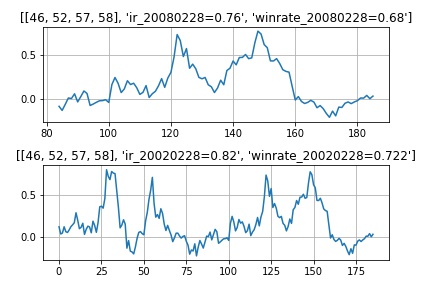 [[46, 52, 57, 58], 'ir_20080228=0.76', 'winrate_20080228=0.68']
0.5
0.0
80 100 120 140 160 180
[[46, 52, 57, 58], 'ir_20020228=0.82', 'winrate_20020228=0.722']
0.5
0.0
0 25 50 75 100 125 150 175